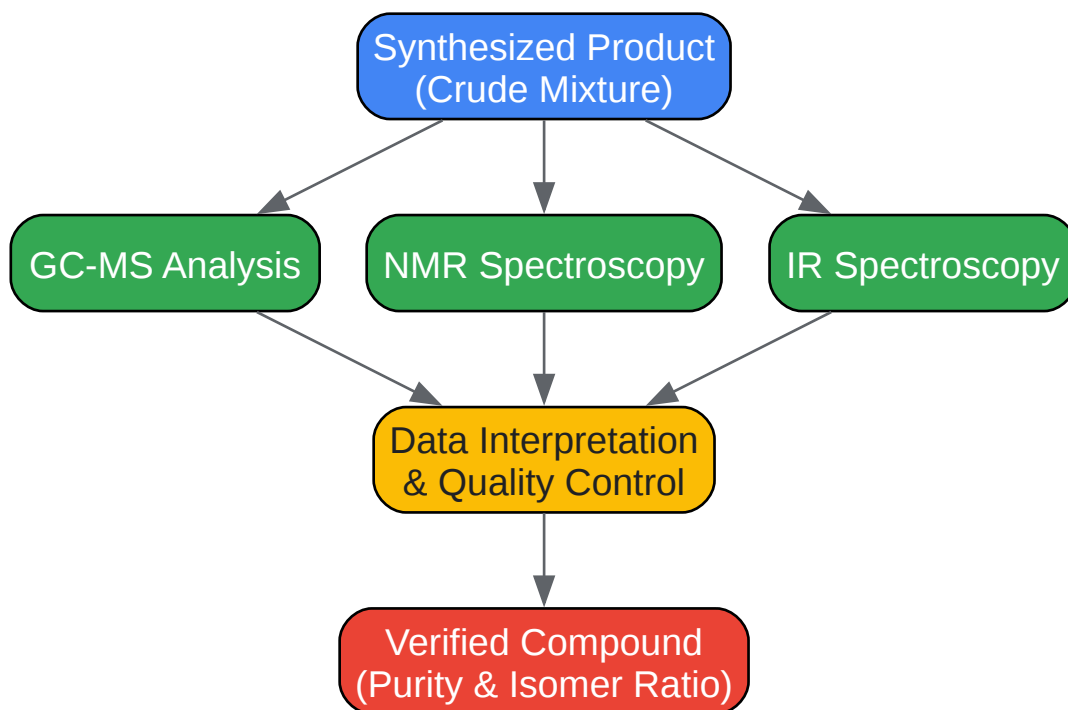 Synthesized Product
(Crude Mixture)
GC-MS Analysis
NMR Spectroscopy
IR Spectroscopy
Data Interpretation
& Quality Control
Verified Compound
(Purity & Isomer Ratio)